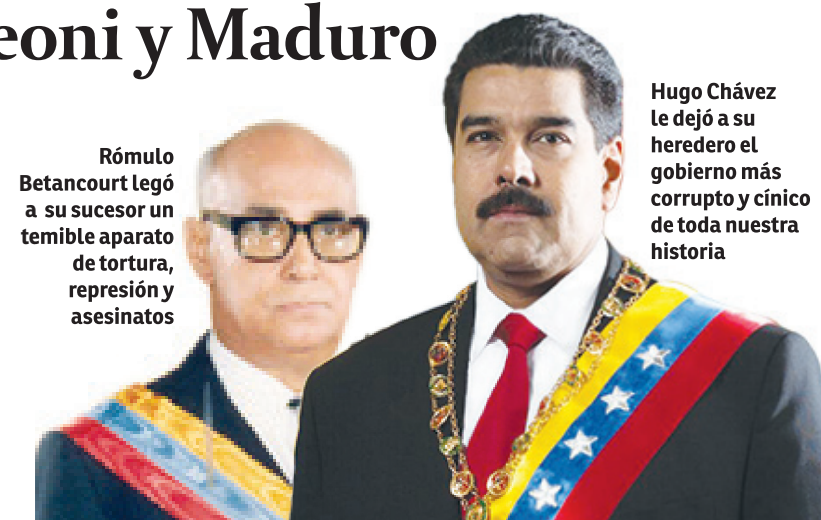 eoni y Maduro
Rómulo
Betancourt legó
a su sucesor un
temible aparato
de tortura,
represión y
asesinatos
Hugo Chávez
le dejó a su
heredero el
gobierno más
corrupto y cínico
de toda nuestra
historia